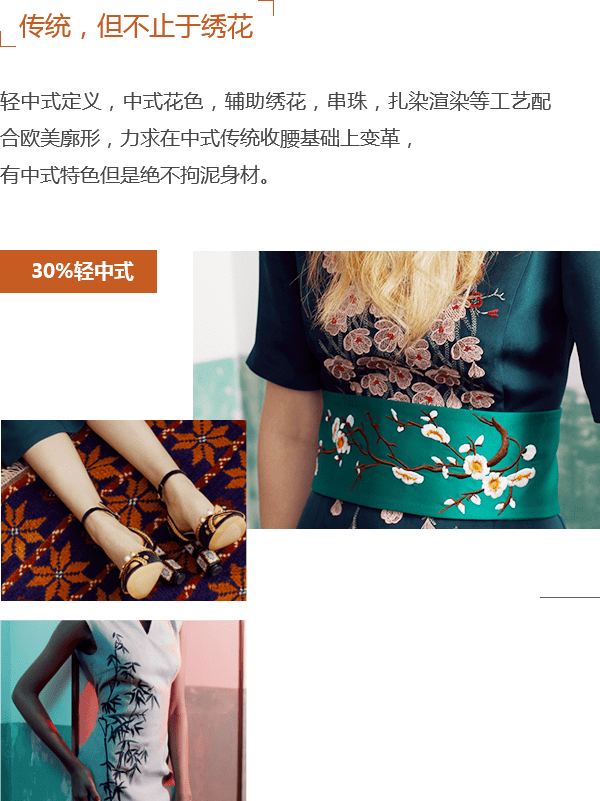 传统，但不止于绣花
轻中式定义，中式花色，辅助绣花，串珠，扎染渲染等工艺配
合欧美廓形，力求在中式传统收腰基础上变革，
有中式特色但是绝不拘泥身材。
30%轻中式